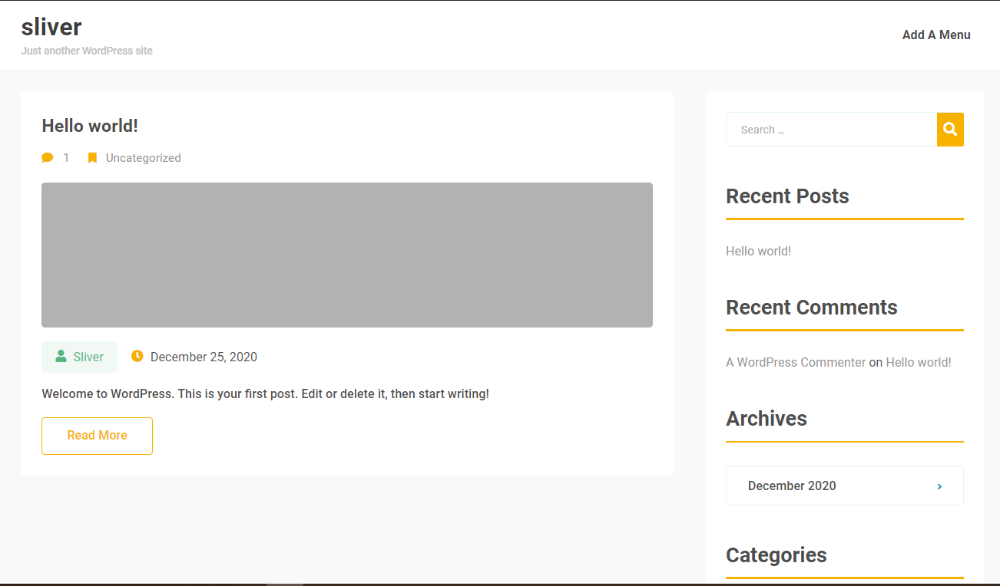 sliver
Just another WordPress site
Add A Menu
Hello world!
1 Uncategorized
Sliver December 25, 2020
Welcome to WordPress. This is your first post. Edit or delete it, then start writing!
Read More
Search …
Recent Posts
Hello world!
Recent Comments
A WordPress Commenter on Hello world!
Archives
December 2020
Categories